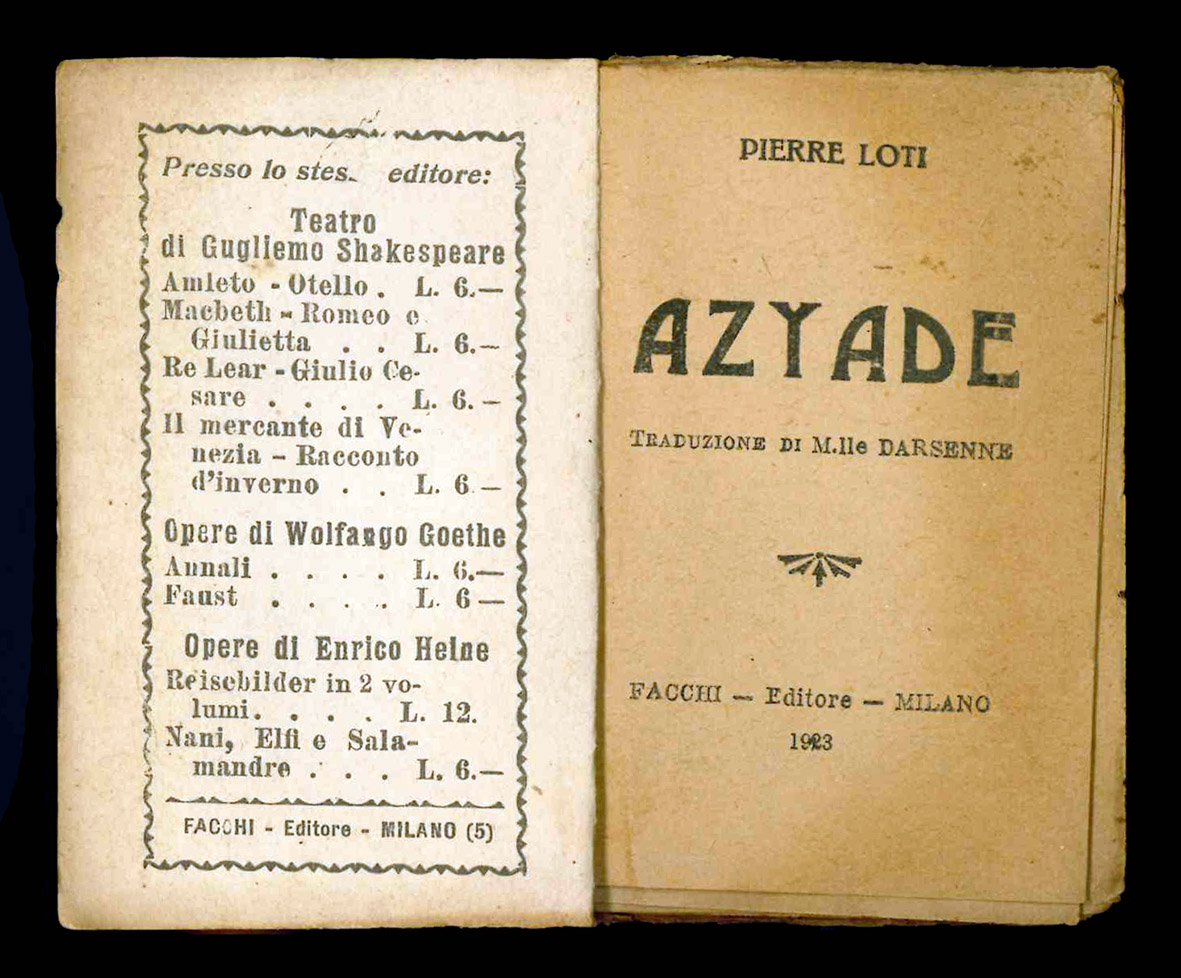 Presso lo stes. editore:
Teatro
di Gugliemo Shakespeare
Amleto - Otello . L. 6.—
Macbeth - Romeo e
Giulietta . . L. 6.—
Re Lear - Giulio Ce-
sare . . . . L. 6. –
Il mercante di Ve-
nezia – Racconto
d'inverno . . L. 6 —
Opere di Wolfango Goethe
Annali . . . . L. 6.—
Faust . . . . L. 6 —
Opere di Enrico Heine
Reisebilder in 2 vo-
lumi. . . . L. 12.
Nani, Elfi e Sala-
mandre . . . L. 6.—
FACCHI - Editore - MILANO (5)
PIERRE LOTI
AZYADE
TRADUZIONE DI M.lle DARSENNE
FACCHI — Editore — MILANO
1923